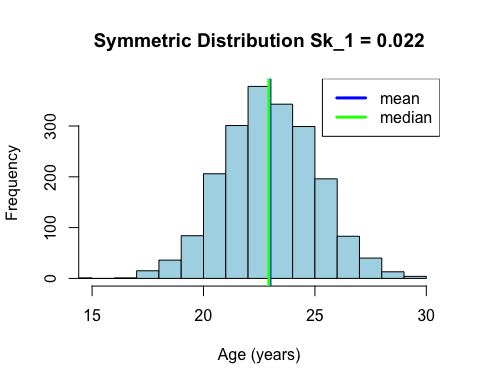 Symmetric Distribution Sk_1 = 0.022
mean
median
Frequency
300
200
100
0
15 20 25 30
Age (years)